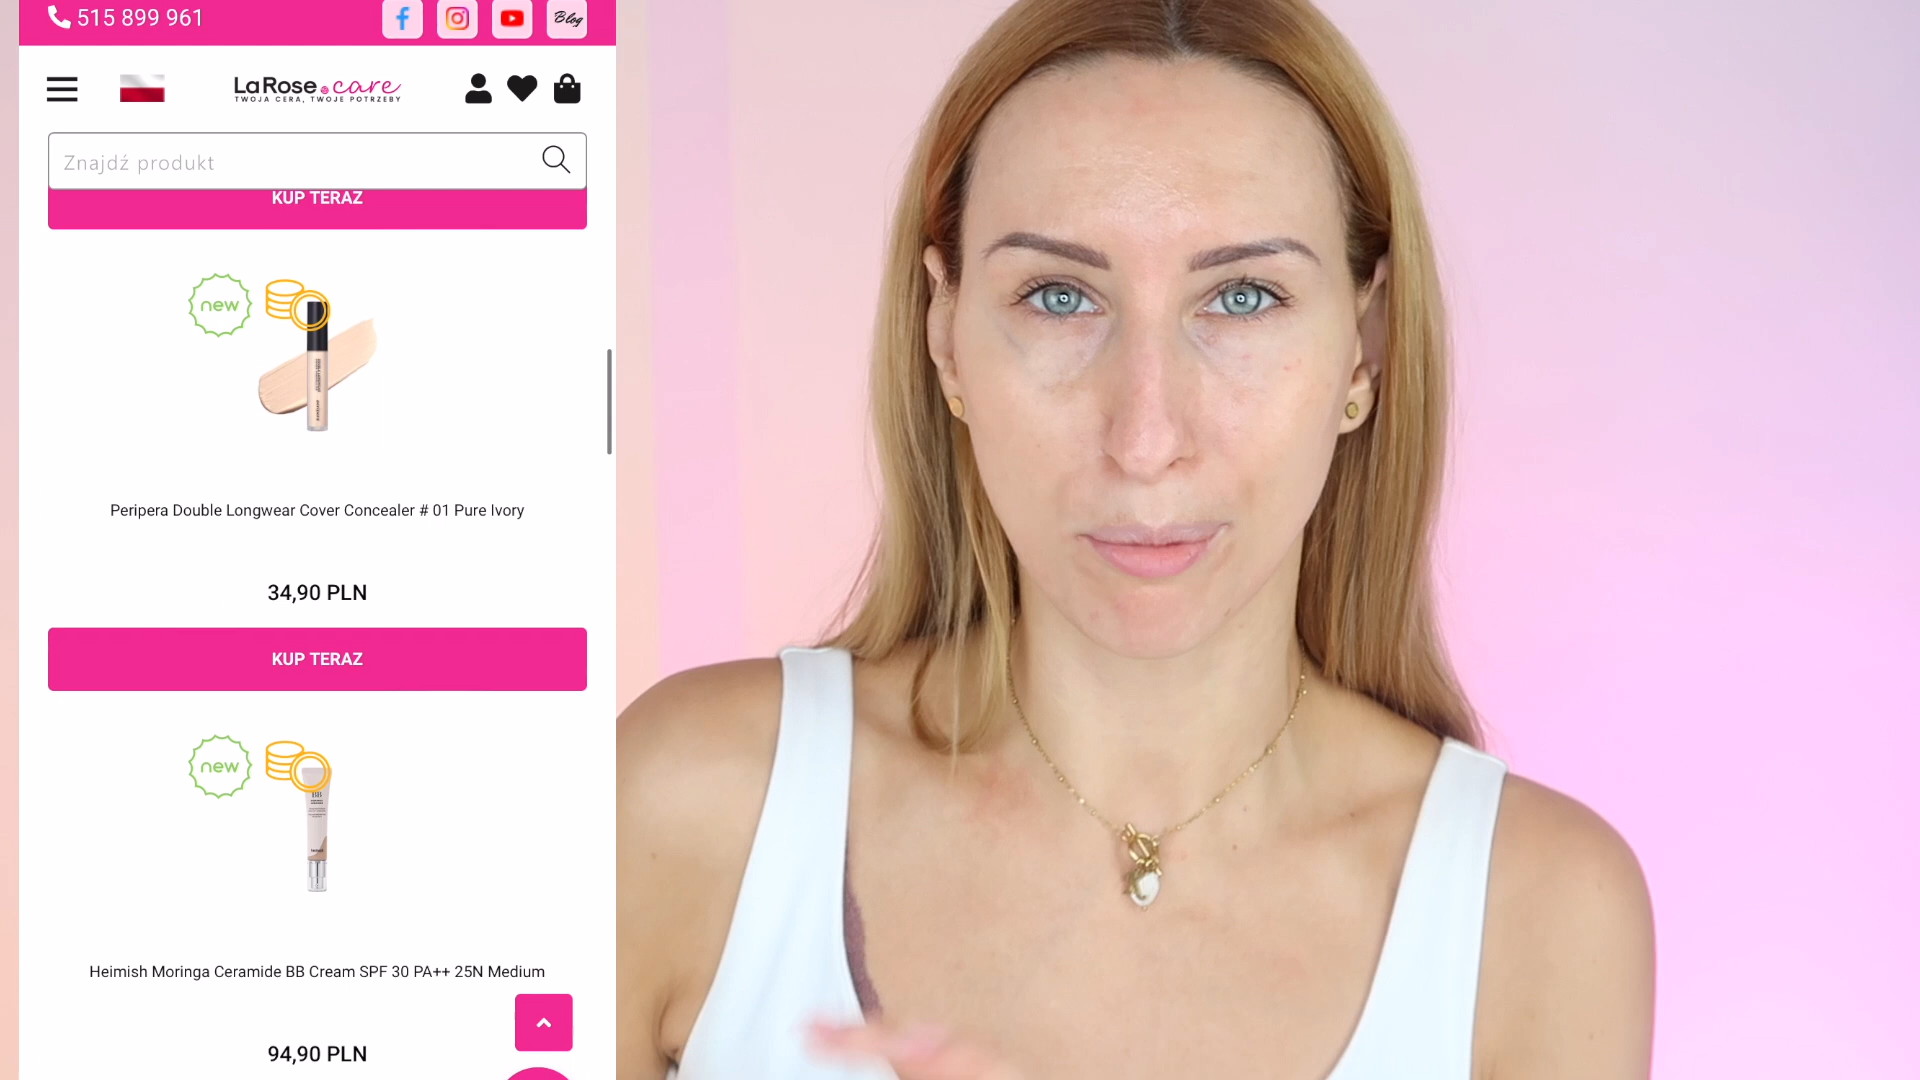 515 899 961
Blog
LaRose.care
TWOJA CERA, TWOJE POTRZEBY
Znajdź produkt
KUP TERAZ
new
Peripera Double Longwear Cover Concealer # 01 Pure Ivory
34,90 PLN
KUP TERAZ
new
BB
Heimish Moringa Ceramide BB Cream SPF 30 PA++ 25N Medium
94,90 PLN